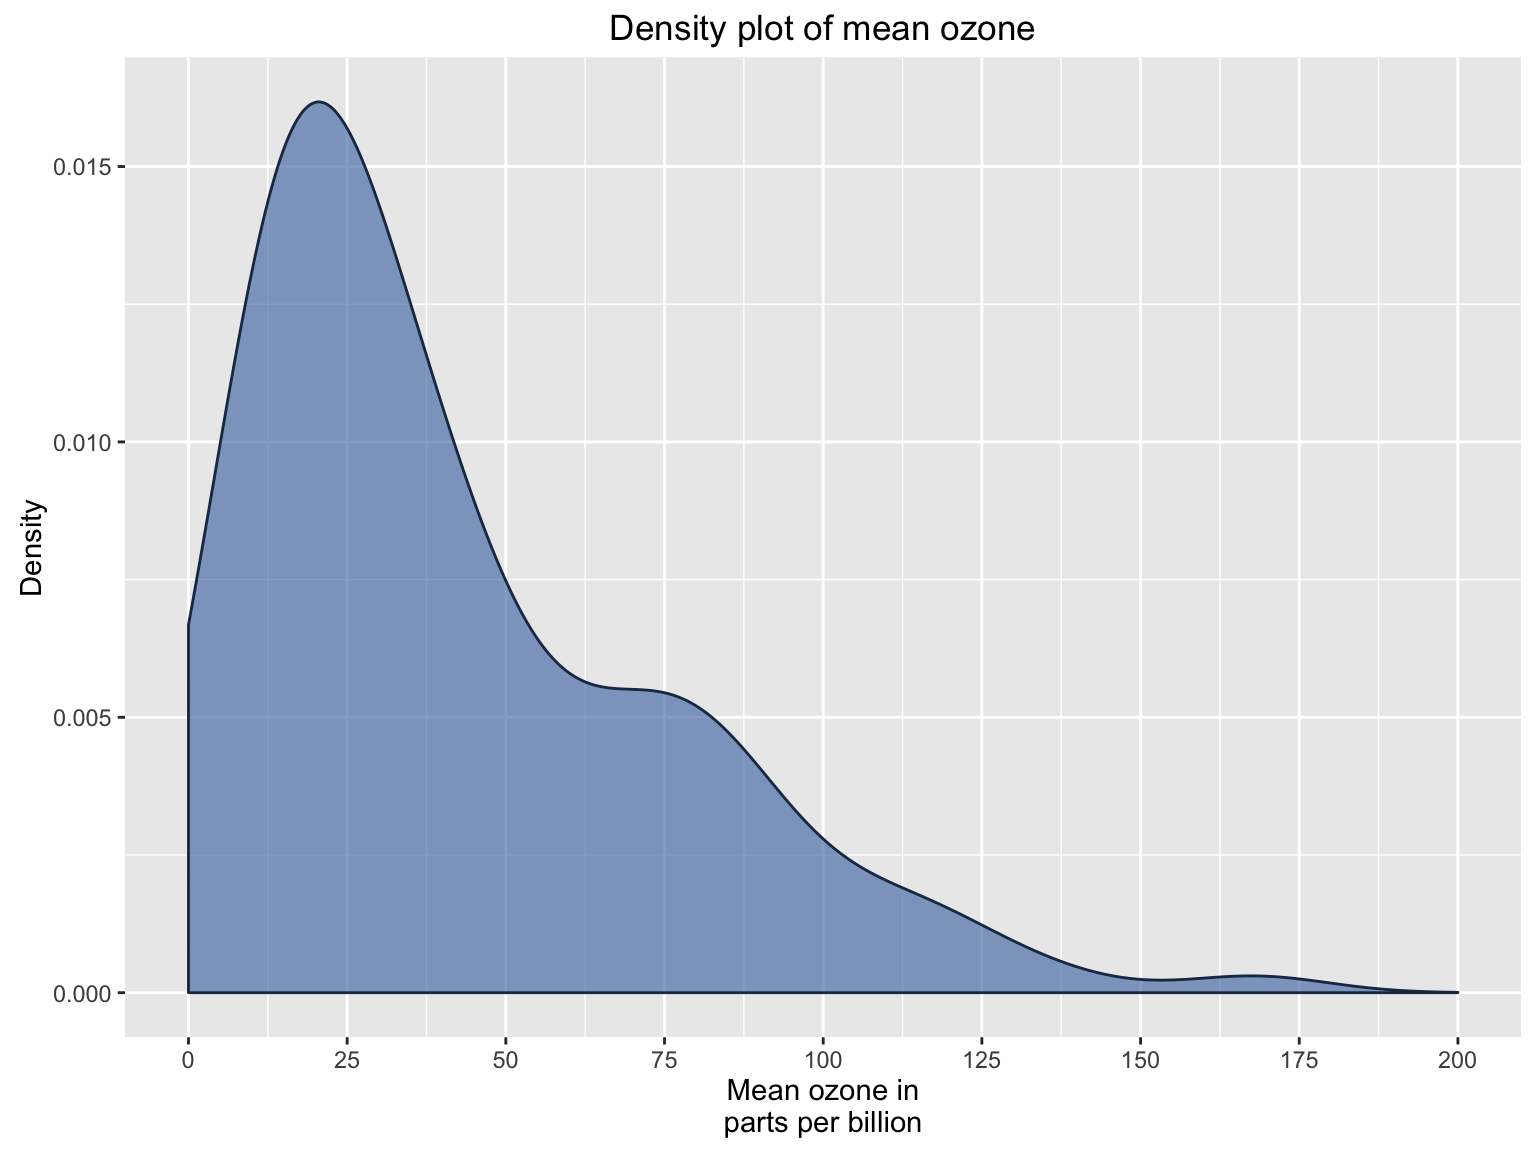 Density plot of mean ozone
0.015
0.010
0.005
0.000
Density
0 25 50 75 100 125 150 175 200
Mean ozone in
parts per billion